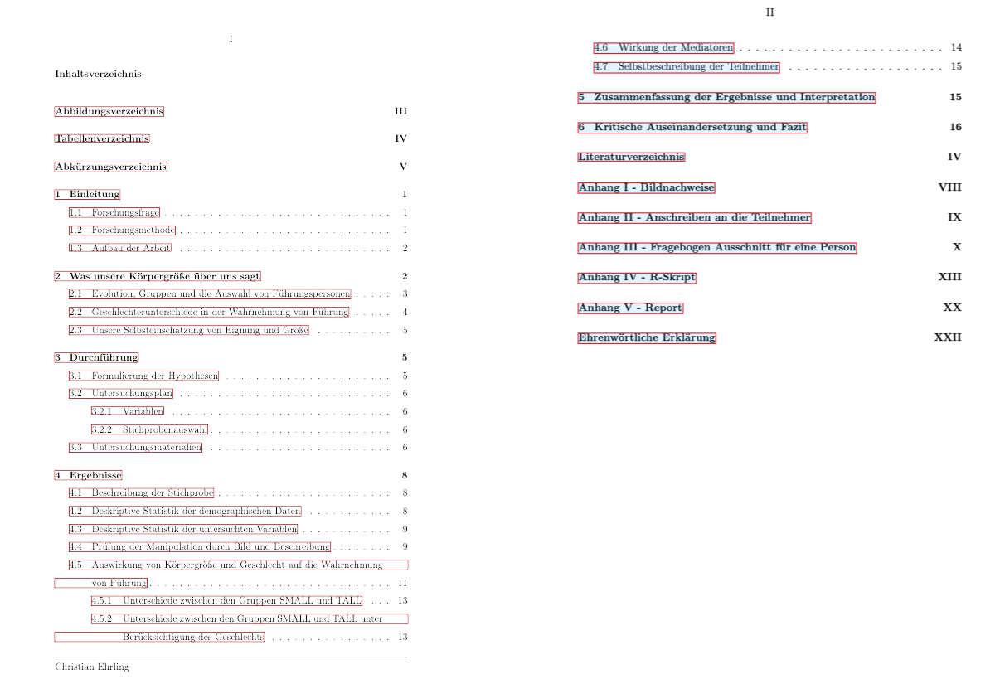 I
Inhaltsverzeichnis
Abbildungsverzeichnis III
Tabellenverzeichnis IV
Abkürzungsverzeichnis V
1 Einleitung 1
1.1 Forschungsfrage . . . . . . . . . . . . . . . . . . . . . . . . . . . . . 1
1.2 Forschungsmethode . . . . . . . . . . . . . . . . . . . . . . . . . . . 1
1.3 Aufbau der Arbeit . . . . . . . . . . . . . . . . . . . . . . . . . . . 2
2 Was unsere Körpergröße über uns sagt 2
2.1 Evolution, Gruppen und die Auswahl von Führungspersonen . . . . . 3
2.2 Geschlechterunterschiede in der Wahrnehmung von Führung . . . . . 4
2.3 Unsere Selbsteinschätzung von Eignung und Größe . . . . . . . . . . 5
3 Durchführung 5
3.1 Formulierung der Hypothesen . . . . . . . . . . . . . . . . . . . . . 5
3.2 Untersuchungsplan . . . . . . . . . . . . . . . . . . . . . . . . . . . 6
3.2.1 Variablen . . . . . . . . . . . . . . . . . . . . . . . . . . . . 6
3.2.2 Stichprobenauswahl . . . . . . . . . . . . . . . . . . . . . . . 6
3.3 Untersuchungsmaterialien . . . . . . . . . . . . . . . . . . . . . . . 6
4 Ergebnisse 8
4.1 Beschreibung der Stichprobe . . . . . . . . . . . . . . . . . . . . . . 8
4.2 Deskriptive Statistik der demographischen Daten . . . . . . . . . . . 8
4.3 Deskriptive Statistik der untersuchten Variablen . . . . . . . . . . . . 9
4.4 Prüfung der Manipulation durch Bild und Beschreibung . . . . . . . . 9
4.5 Auswirkung von Körpergröße und Geschlecht auf die Wahrnehmung
von Führung . . . . . . . . . . . . . . . . . . . . . . . . . . . . . . . 11
4.5.1 Unterschiede zwischen den Gruppen SMALL und TALL . . . 13
4.5.2 Unterschiede zwischen den Gruppen SMALL und TALL unter
Berücksichtigung des Geschlechts . . . . . . . . . . . . . . . . 13
Christian Ehrling
II
4.6 Wirkung der Mediatoren . . . . . . . . . . . . . . . . . . . . . . . . . 14
4.7 Selbstbeschreibung der Teilnehmer . . . . . . . . . . . . . . . . . . . 15
5 Zusammenfassung der Ergebnisse und Interpretation 15
6 Kritische Auseinandersetzung und Fazit 16
Literaturverzeichnis IV
Anhang I - Bildnachweise VIII
Anhang II - Anschreiben an die Teilnehmer IX
Anhang III - Fragebogen Ausschnitt für eine Person X
Anhang IV - R-Skript XIII
Anhang V - Report XX
Ehrenwörtliche Erklärung XXII